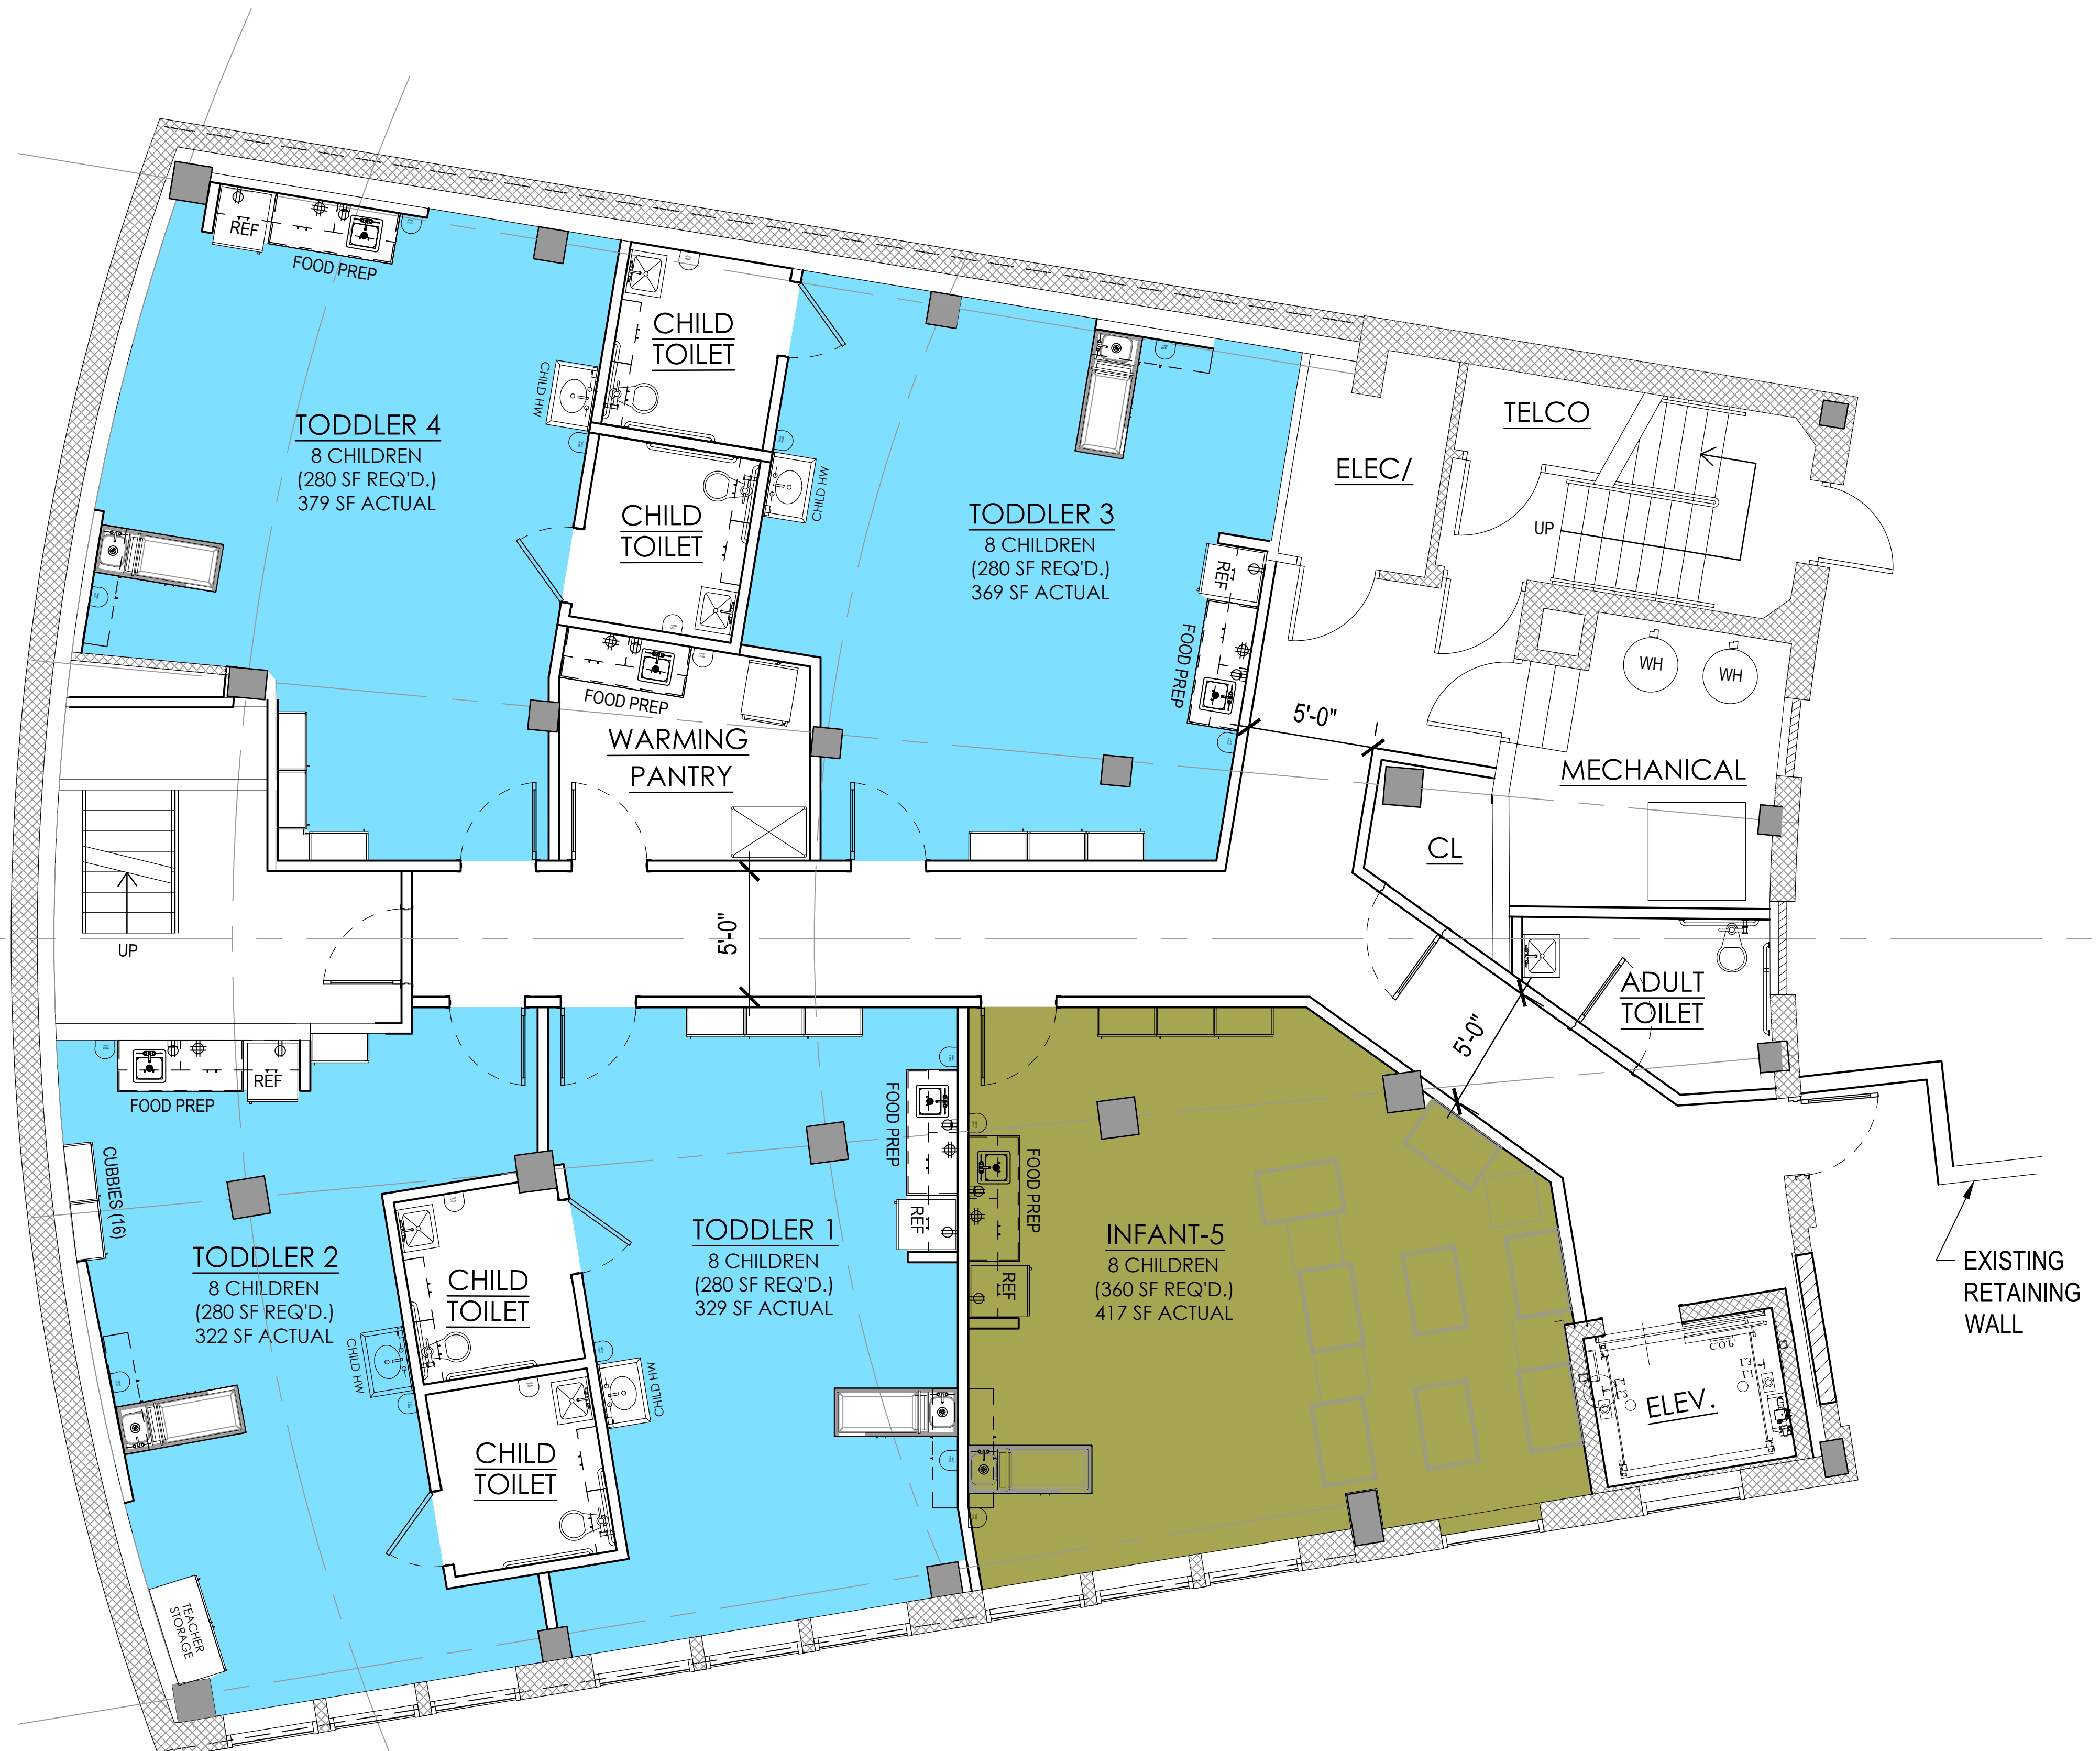 REF
FOOD PREP
CHILD
TOILET
CHILD HW
TODDLER 4
8 CHILDREN
(280 SF REQ'D.)
379 SF ACTUAL
CHILD
TOILET
CHILD HW
TODDLER 3
8 CHILDREN
(280 SF REQ'D.)
369 SF ACTUAL
REF
FOOD PREP
ELEC/
TELCO
UP
WH
WH
MECHANICAL
FOOD PREP
WARMING
PANTRY
5'-0"
CL
UP
5'-0"
ADULT
TOILET
5'-0"
FOOD PREP
REF
CUBBIES (16)
TODDLER 2
8 CHILDREN
(280 SF REQ'D.)
322 SF ACTUAL
CHILD HW
CHILD
TOILET
CHILD
TOILET
CHILD HW
TEACHER
STORAGE
TODDLER 1
8 CHILDREN
(280 SF REQ'D.)
329 SF ACTUAL
FOOD PREP
REF
FOOD PREP
REF
INFANT-5
8 CHILDREN
(360 SF REQ'D.)
417 SF ACTUAL
ELEV.
COP
L3
L1
L4
L2
EXISTING
RETAINING
WALL